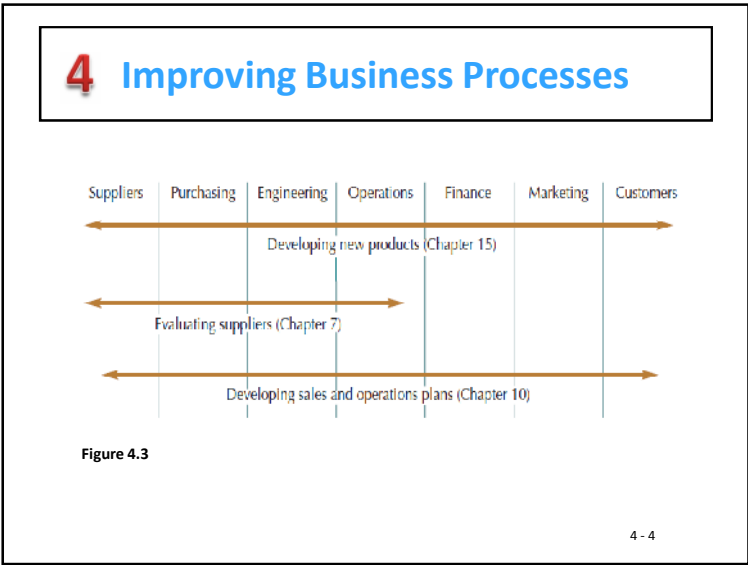 4 Improving Business Processes
Suppliers Purchasing Engineering Operations Finance Marketing Customers
Developing new products (Chapter 15)
Evaluating suppliers (Chapter 7)
Developing sales and operations plans (Chapter 10)
Figure 4.3
4 - 4